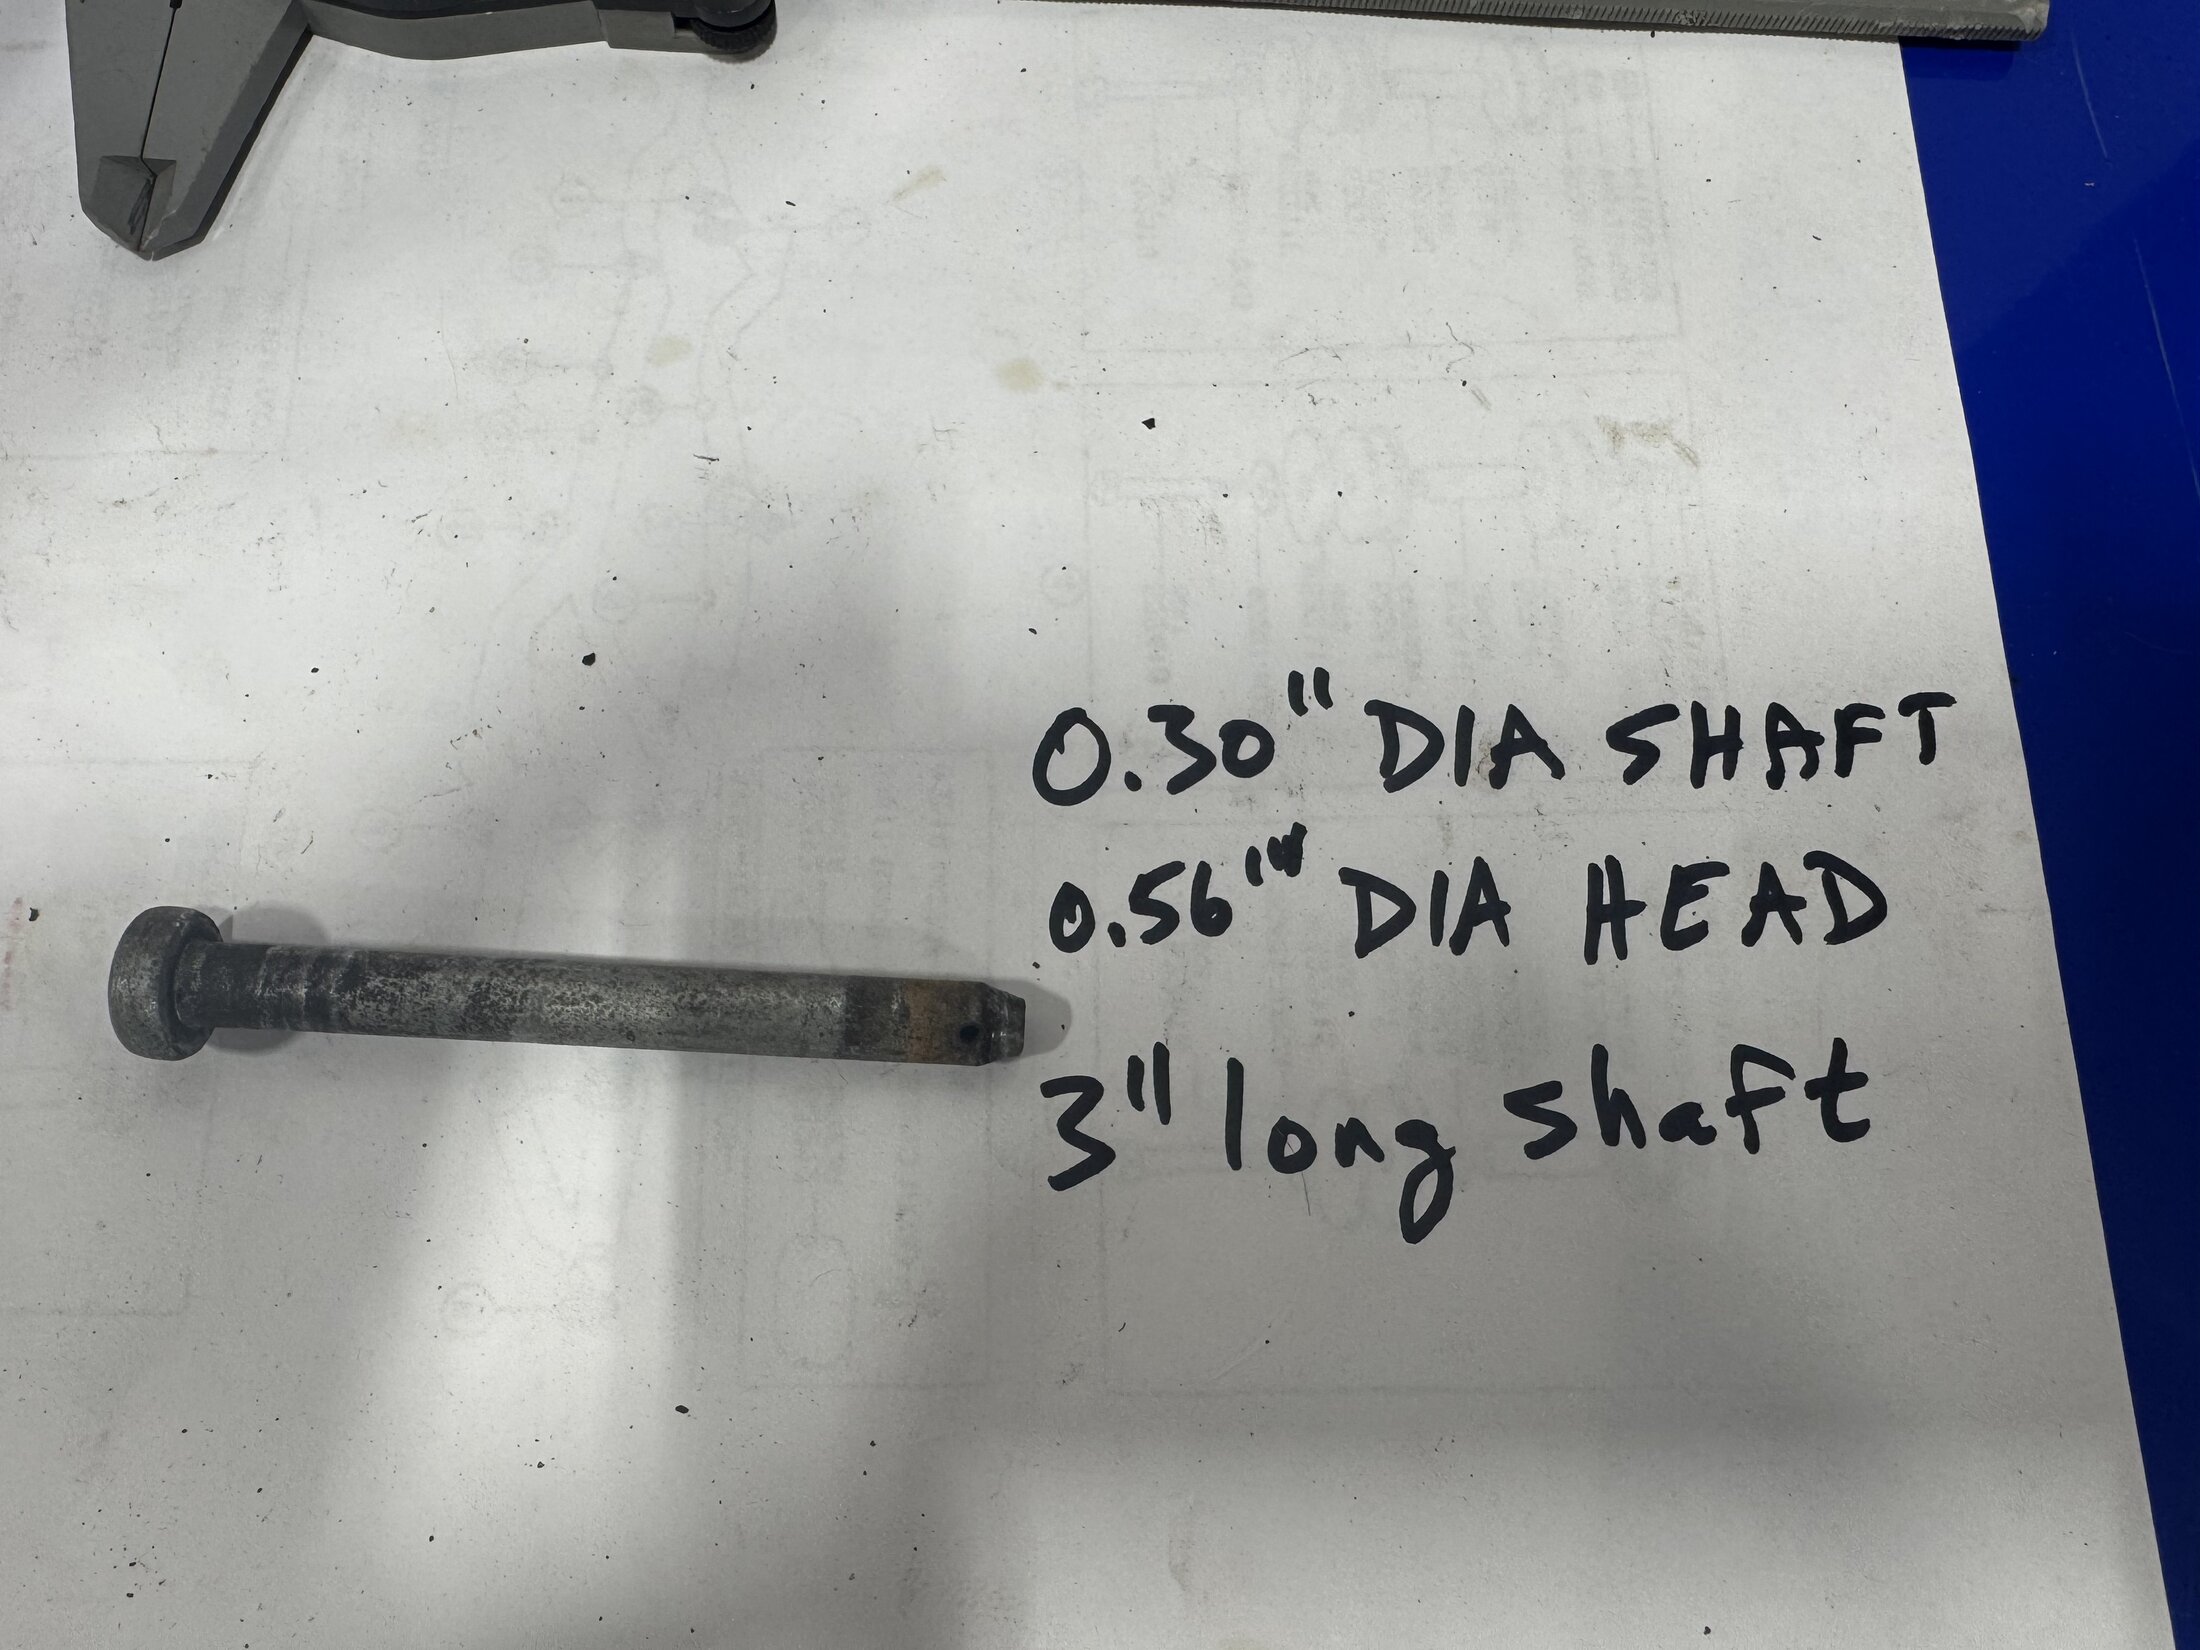 0.30" DIA SHAFT
0.56" DIA HEAD
3" long shaft